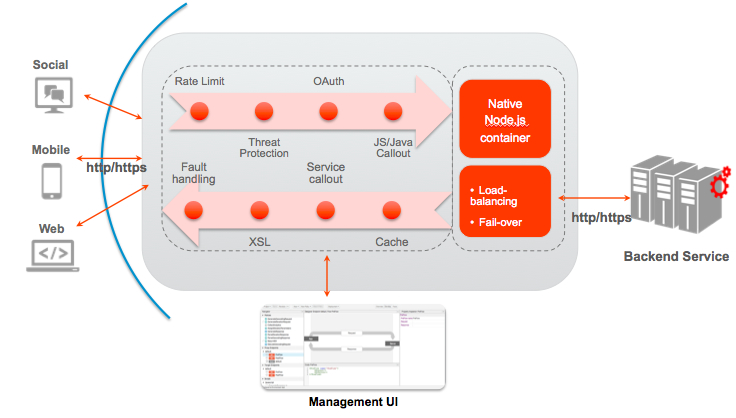 Social
Rate Limit
OAuth
Native
Node.js
container
Mobile
http/https
Threat
Protection
JS/Java
Callout
Fault
handling
Service
callout
• Load-
balancing
• Fail-over
http/https
Web
</>
XSL
Cache
Backend Service
Management UI